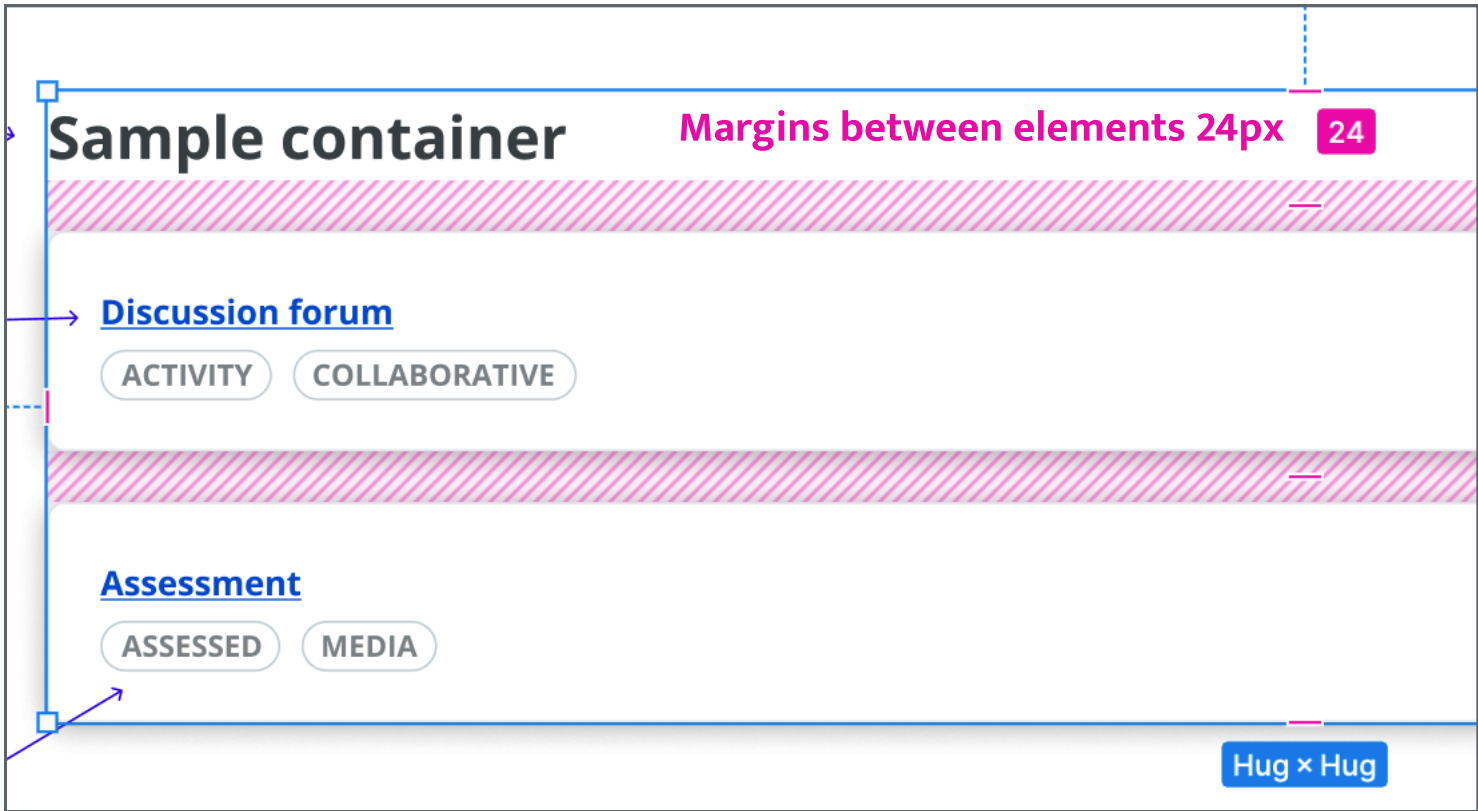 Sample container
Margins between elements 24px
24
Discussion forum
ACTIVITY
COLLABORATIVE
Assessment
ASSESSED
MEDIA
Hug × Hug